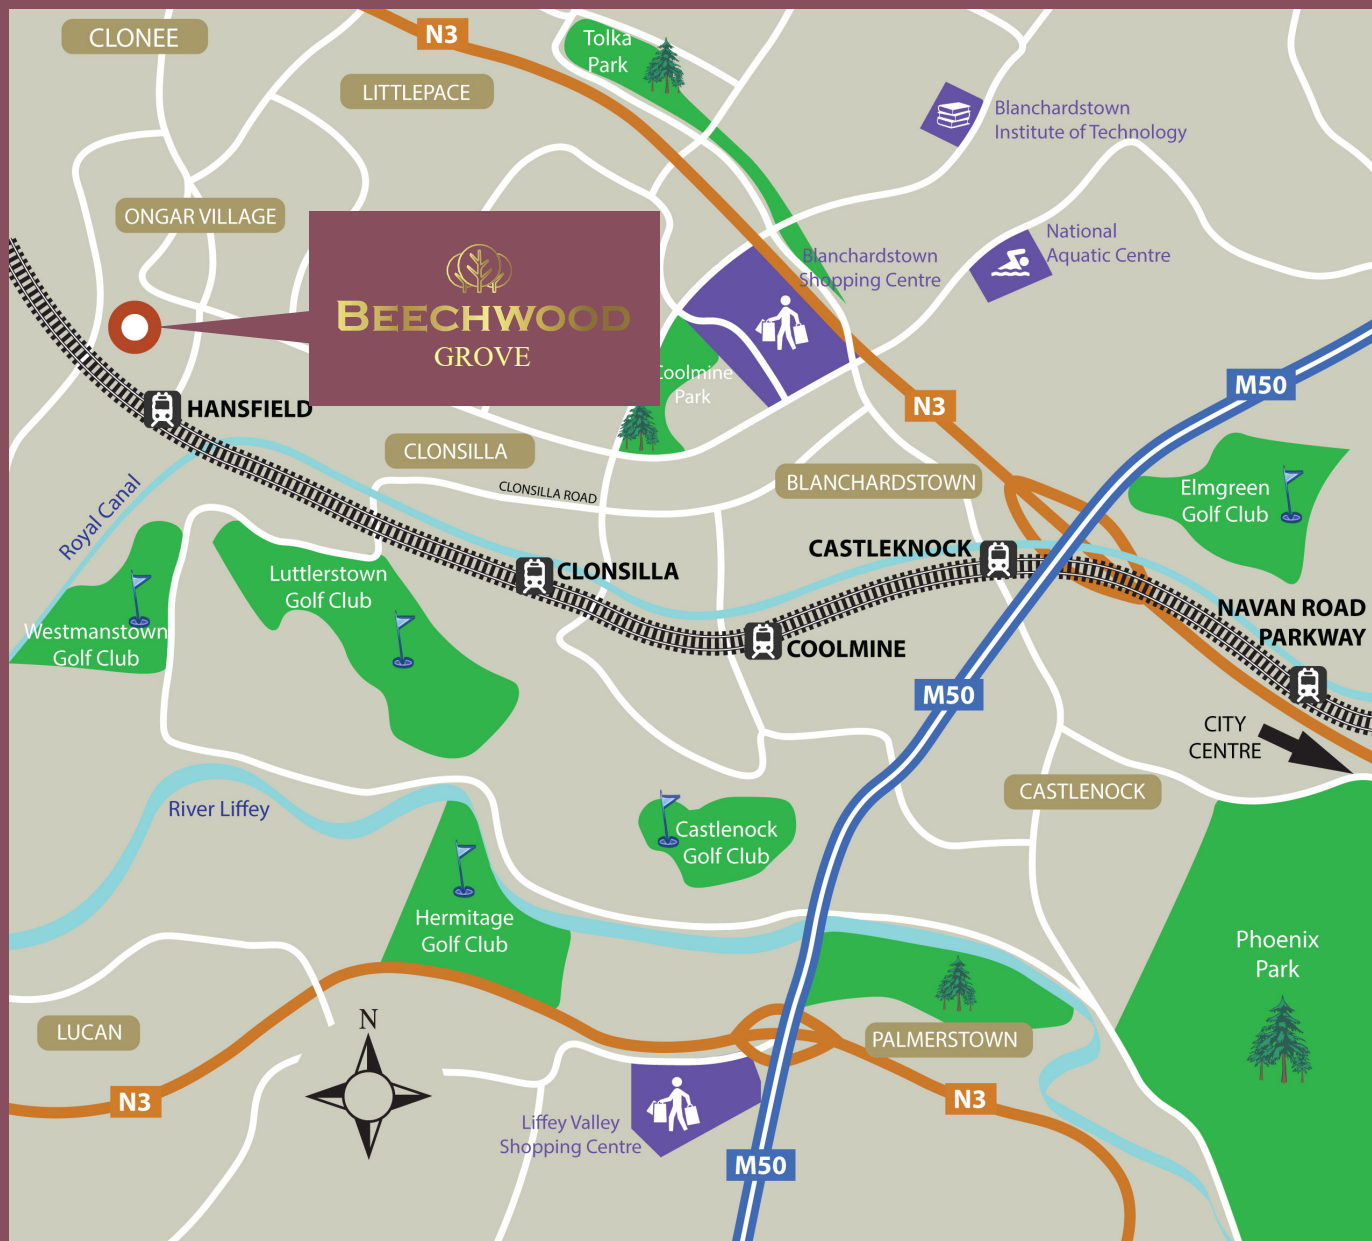 CLONEE
N3
Tolka
Park
LITTLEPACE
Blanchardstown
Institute of Technology
ONGAR VILLAGE
National
Aquatic Centre
Blanchardstown
Shopping Centre
BEECHWOOD
GROVE
Coolmine
Park
M50
HANSFIELD
N3
CLONSILLA
CLONSILLA ROAD
BLANCHARDSTOWN
Elmgreen
Golf Club
Royal Canal
CASTLEKNOCK
CLONSILLA
Luttlerstown
Golf Club
Westmanstown
Golf Club
COOLMINE
NAVAN ROAD
PARKWAY
M50
CITY
CENTRE
CASTLENOCK
River Liffey
Castlenock
Golf Club
Hermitage
Golf Club
Phoenix
Park
N
LUCAN
PALMERSTOWN
N3
N3
Liffey Valley
Shopping Centre
M50